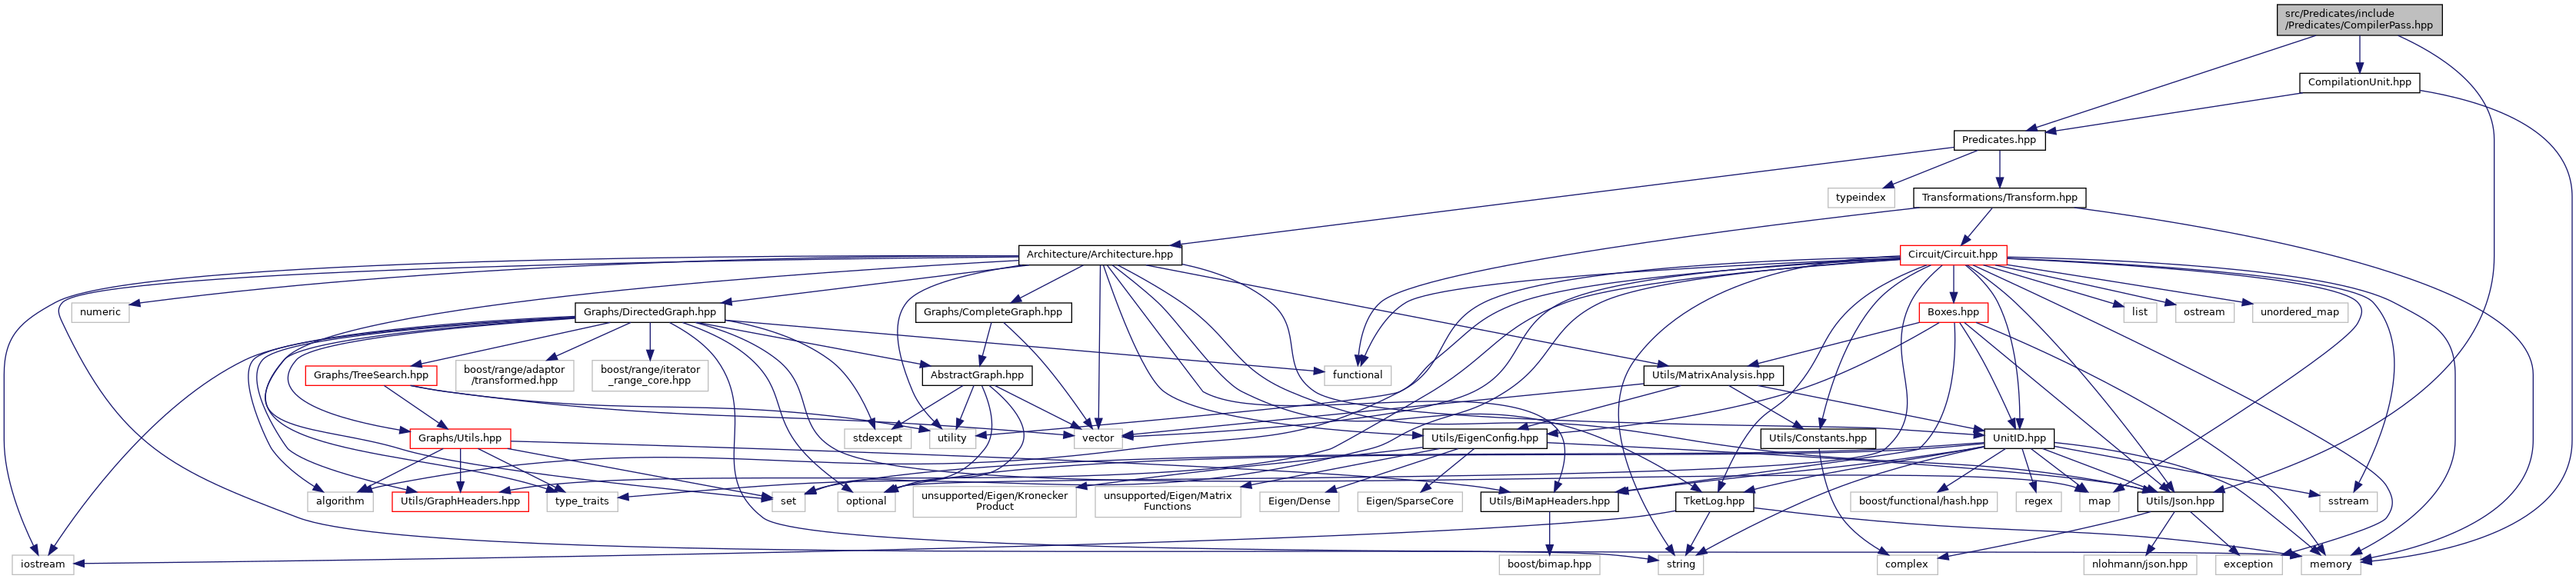 src/Predicates/include
/Predicates/CompilerPass.hpp
CompilationUnit.hpp
Predicates.hpp
typeindex
Transformations/Transform.hpp
Architecture/Architecture.hpp
Circuit/Circuit.hpp
numeric
Graphs/DirectedGraph.hpp
Graphs/CompleteGraph.hpp
Boxes.hpp
list
ostream
unordered_map
Graphs/TreeSearch.hpp
boost/range/adaptor
/transformed.hpp
boost/range/iterator
_range_core.hpp
AbstractGraph.hpp
functional
Utils/MatrixAnalysis.hpp
Graphs/Utils.hpp
stdexcept
utility
vector
Utils/EigenConfig.hpp
Utils/Constants.hpp
UnitID.hpp
algorithm
Utils/GraphHeaders.hpp
type_traits
set
optional
unsupported/Eigen/Kronecker
Product
unsupported/Eigen/Matrix
Functions
Eigen/Dense
Eigen/SparseCore
Utils/BiMapHeaders.hpp
TketLog.hpp
boost/functional/hash.hpp
regex
map
Utils/Json.hpp
sstream
iostream
boost/bimap.hpp
string
complex
nlohmann/json.hpp
exception
memory